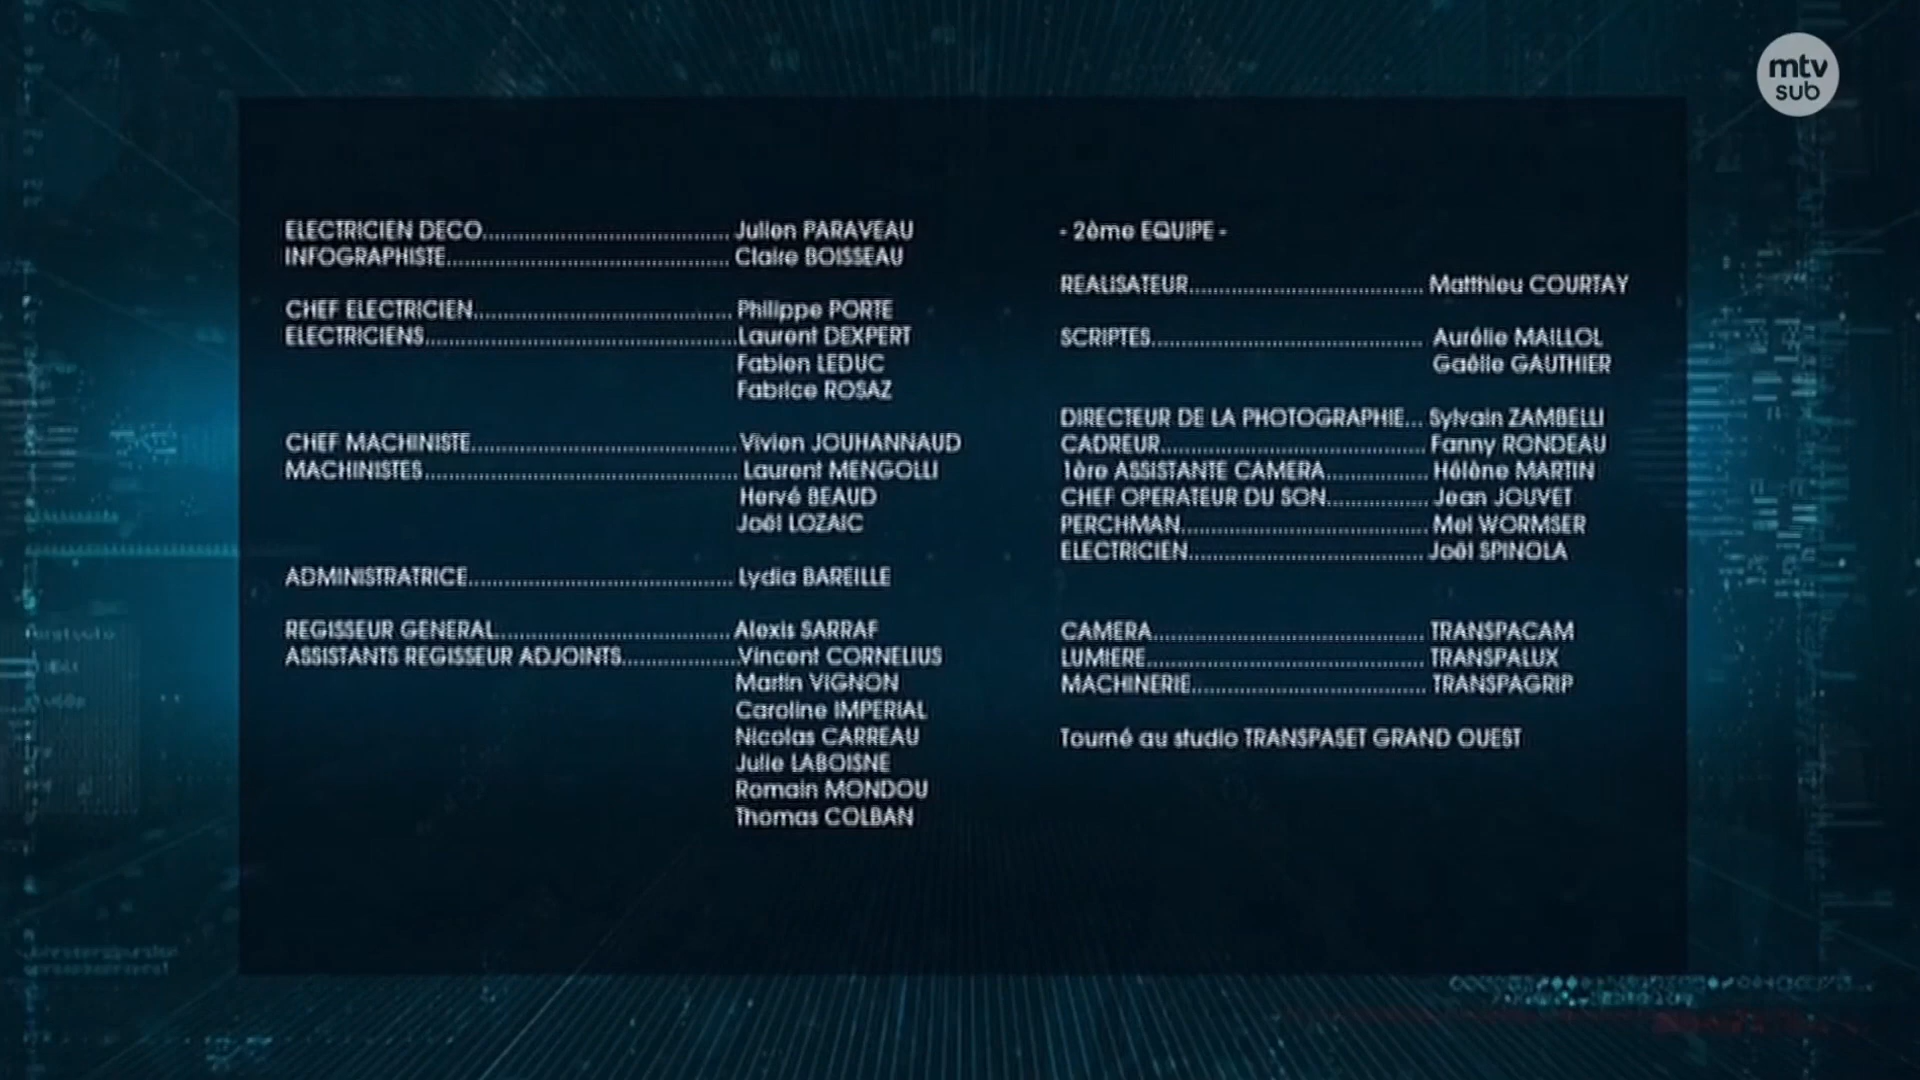 mtv
sub
ELECTRICIEN DECO........................................ Julien PARAVEAU
INFOGRAPHISTE.............................................. Claire BOISSEAU
CHEF ELECTRICIEN.......................................... Philippe PORTE
ELECTRICIENS...................................................Laurent DEXPERT
Fabien LEDUC
Fabrice ROSAZ
CHEF MACHINISTE........................................... Vivien JOUHANNAUD
MACHINISTES................................................... Laurent MENGOLLI
Hervé BEAUD
Joël LOZAIC
ADMINISTRATRICE........................................... Lydia BAREILLE
REGISSEUR GENERAL...................................... Alexis SARRAF
ASSISTANTS REGISSEUR ADJOINTS...................Vincent CORNELIUS
Martin VIGNON
Caroline IMPERIAL
Nicolas CARREAU
Julie LABOISNE
Romain MONDOU
Thomas COLBAN
- 2ème EQUIPE -
REALISATEUR...................................... Matthieu COURTAY
SCRIPTES............................................ Aurélie MAILLOL
Gaëlle GAUTHIER
DIRECTEUR DE LA PHOTOGRAPHIE... Sylvain ZAMBELLI
CADREUR........................................... Fanny RONDEAU
1ère ASSISTANTE CAMERA................. Hélène MARTIN
CHEF OPERATEUR DU SON................. Jean JOUVET
PERCHMAN........................................ Mel WORMSER
ELECTRICIEN....................................... Joël SPINOLA
CAMERA............................................ TRANSPACAM
LUMIERE............................................. TRANSPALUX
MACHINERIE...................................... TRANSPAGRIP
Tourné au studio TRANSPASET GRAND OUEST